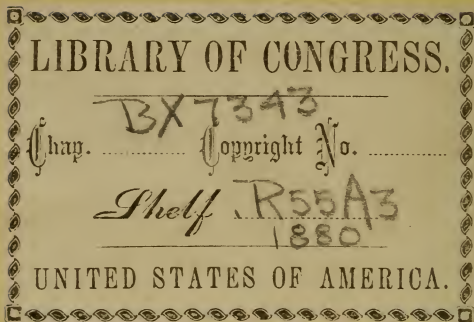 LIBRARY OF CONGRESS.
BX7343
Chap. Copyright No.
Shelf .R55A3
1880
UNITED STATES OF AMERICA.